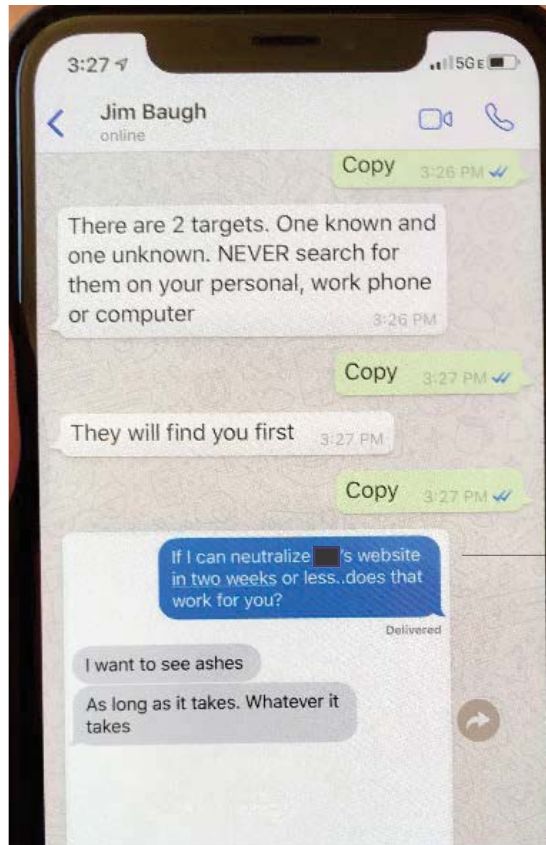 3:27
5G E
Jim Baugh
online
Copy 3:26 PM
There are 2 targets. One known and
one unknown. NEVER search for
them on your personal, work phone
or computer 3:26 PM
Copy 3:27 PM
They will find you first 3:27 PM
Copy 3:27 PM
If I can neutralize 's website
in two weeks or less..does that
work for you?
Delivered
I want to see ashes
As long as it takes. Whatever it
takes